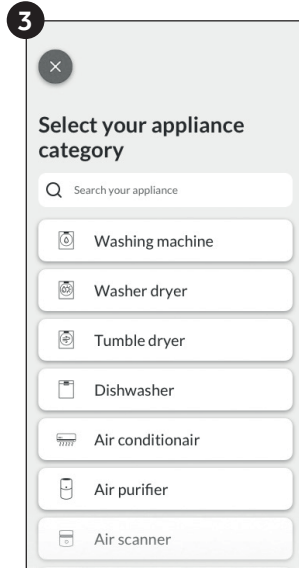 3
Select your appliance
category
Search your appliance
Washing machine
Washer dryer
Tumble dryer
Dishwasher
Air conditionair
Air purifier
Air scanner